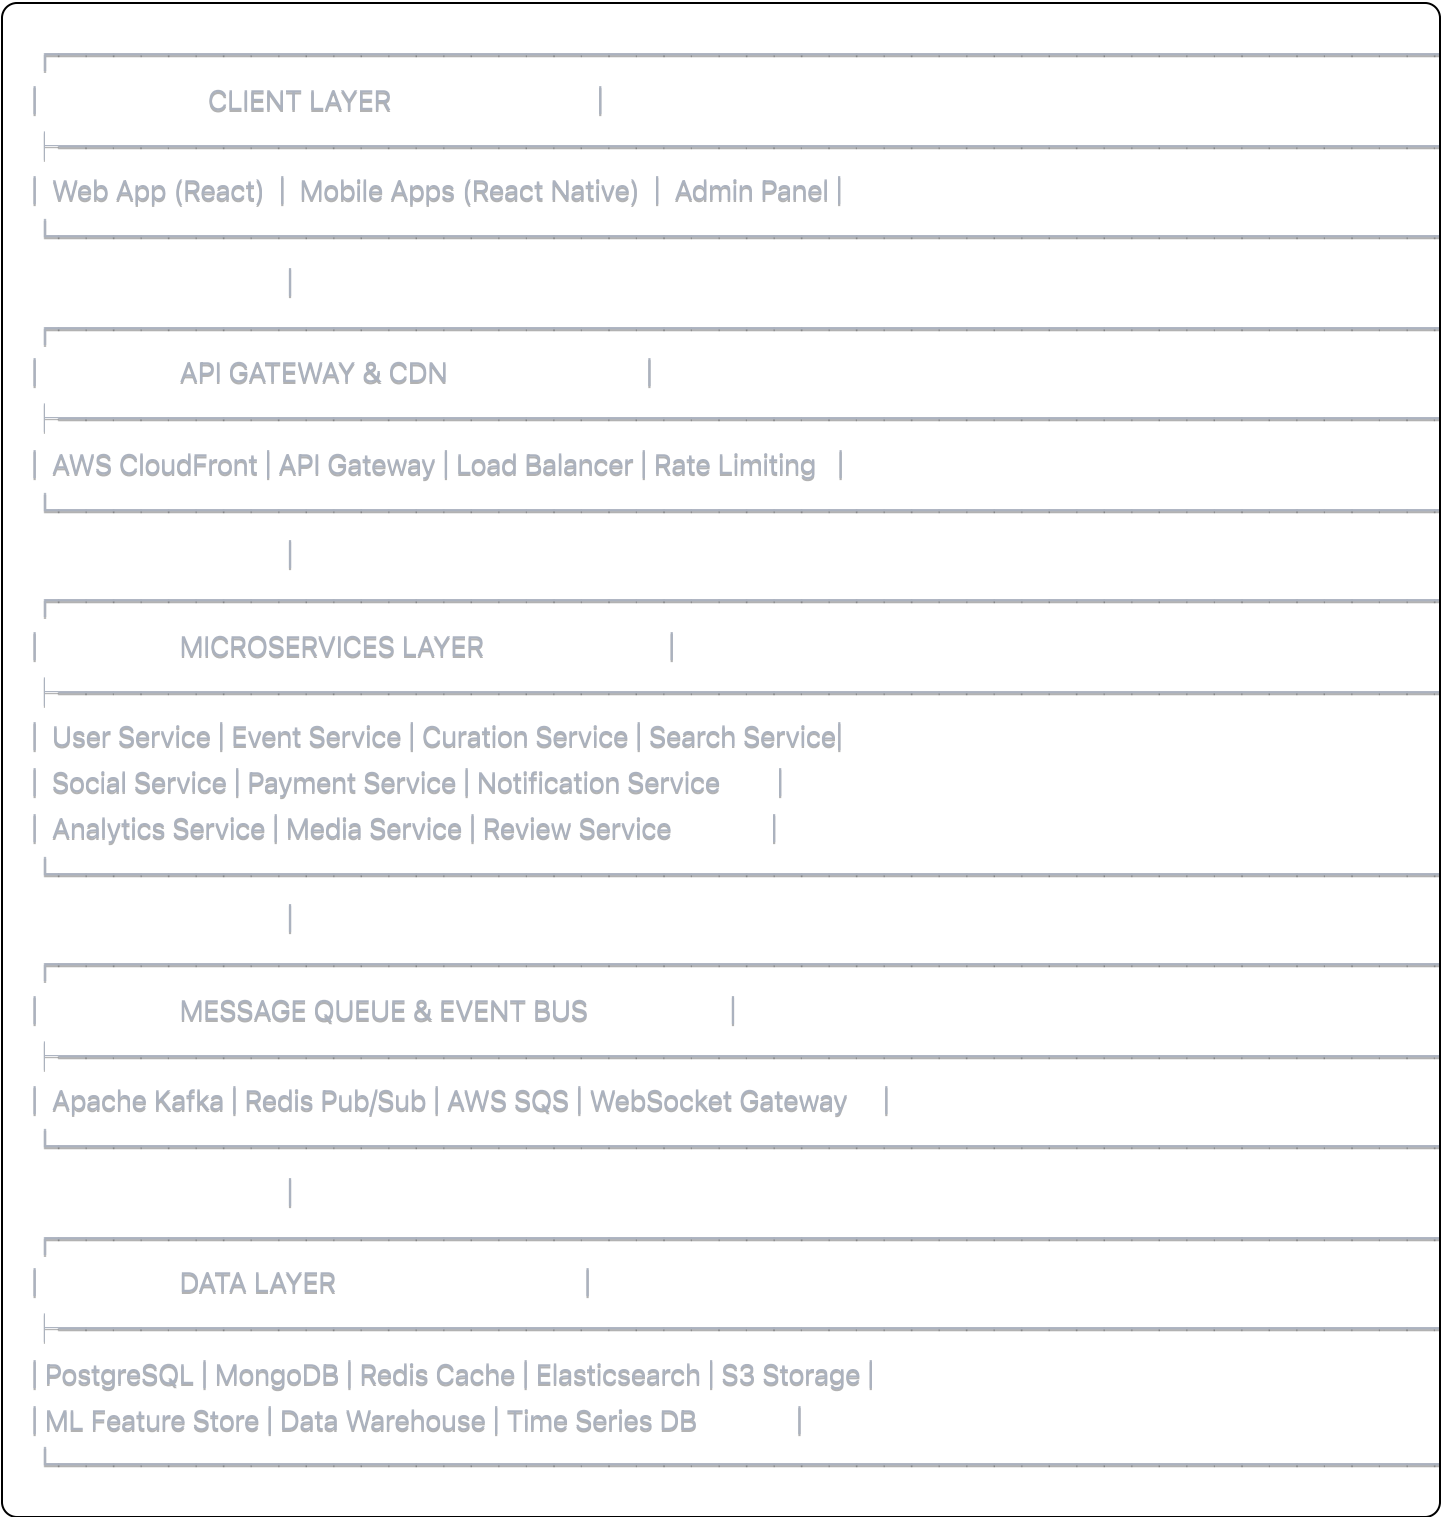 CLIENT LAYER
| Web App (React) | Mobile Apps (React Native) | Admin Panel |
API GATEWAY & CDN
| AWS CloudFront | API Gateway | Load Balancer | Rate Limiting |
MICROSERVICES LAYER
| User Service | Event Service | Curation Service | Search Service|
| Social Service | Payment Service | Notification Service |
| Analytics Service | Media Service | Review Service |
MESSAGE QUEUE & EVENT BUS
| Apache Kafka | Redis Pub/Sub | AWS SQS | WebSocket Gateway |
DATA LAYER
| PostgreSQL | MongoDB | Redis Cache | Elasticsearch | S3 Storage |
| ML Feature Store | Data Warehouse | Time Series DB |